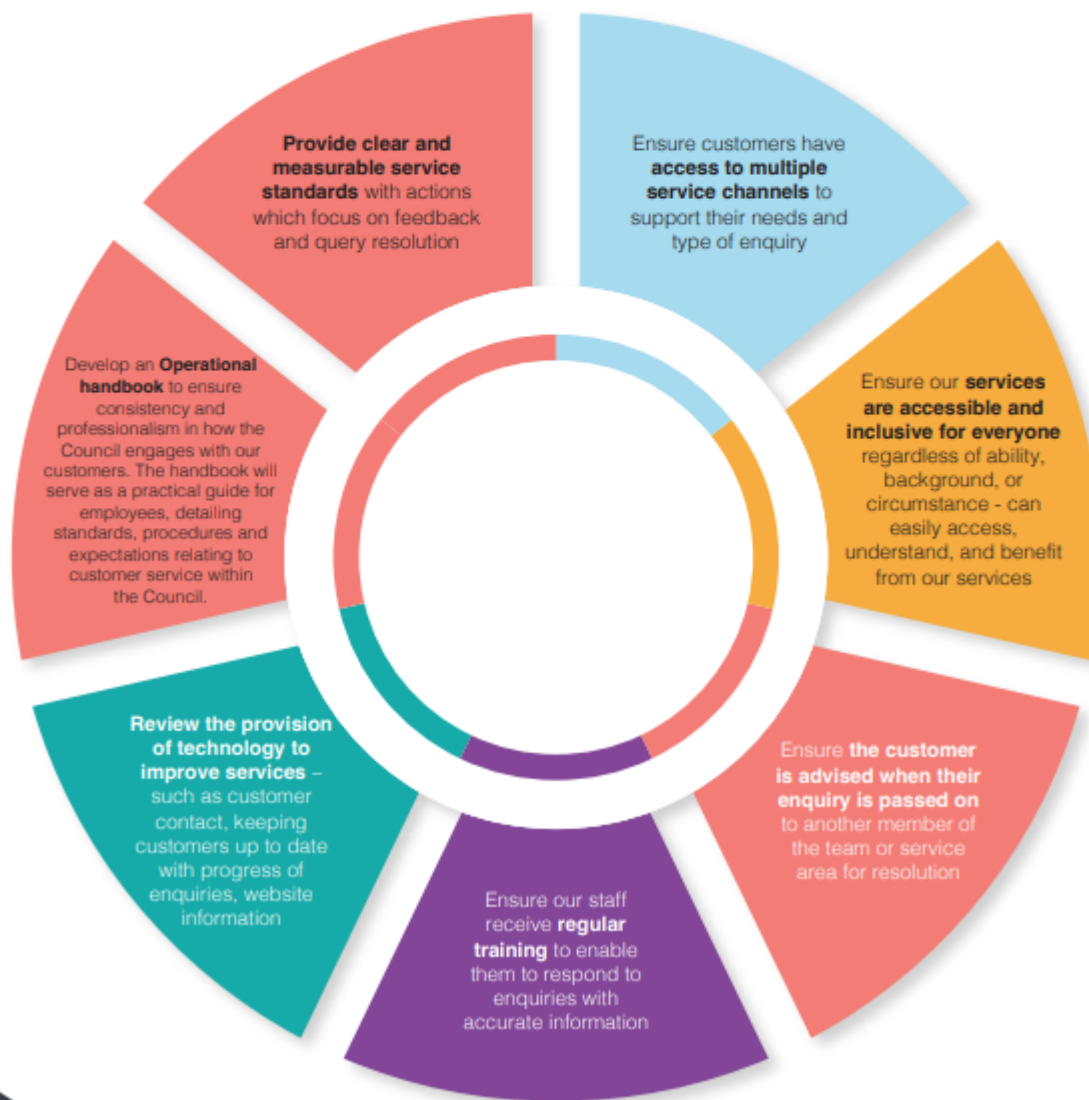 Ensure customers have
access to multiple
service channels to
support their needs and
type of enquiry
Ensure our services
are accessible and
inclusive for everyone
regardless of ability,
background, or
circumstance - can
easily access,
understand, and benefit
from our services
Ensure the customer
is advised when their
enquiry is passed on
to another member of
the team or service
area for resolution
Ensure our staff
receive regular
training to enable
them to respond to
enquiries with
accurate information
Review the provision
of technology to
improve services –
such as customer
contact, keeping
customers up to date
with progress of
enquiries, website
information
Develop an Operational
handbook to ensure
consistency and
professionalism in how the
Council engages with our
customers. The handbook will
serve as a practical guide for
employees, detailing
standards, procedures and
expectations relating to
customer service within
the Council.
Provide clear and
measurable service
standards with actions
which focus on feedback
and query resolution